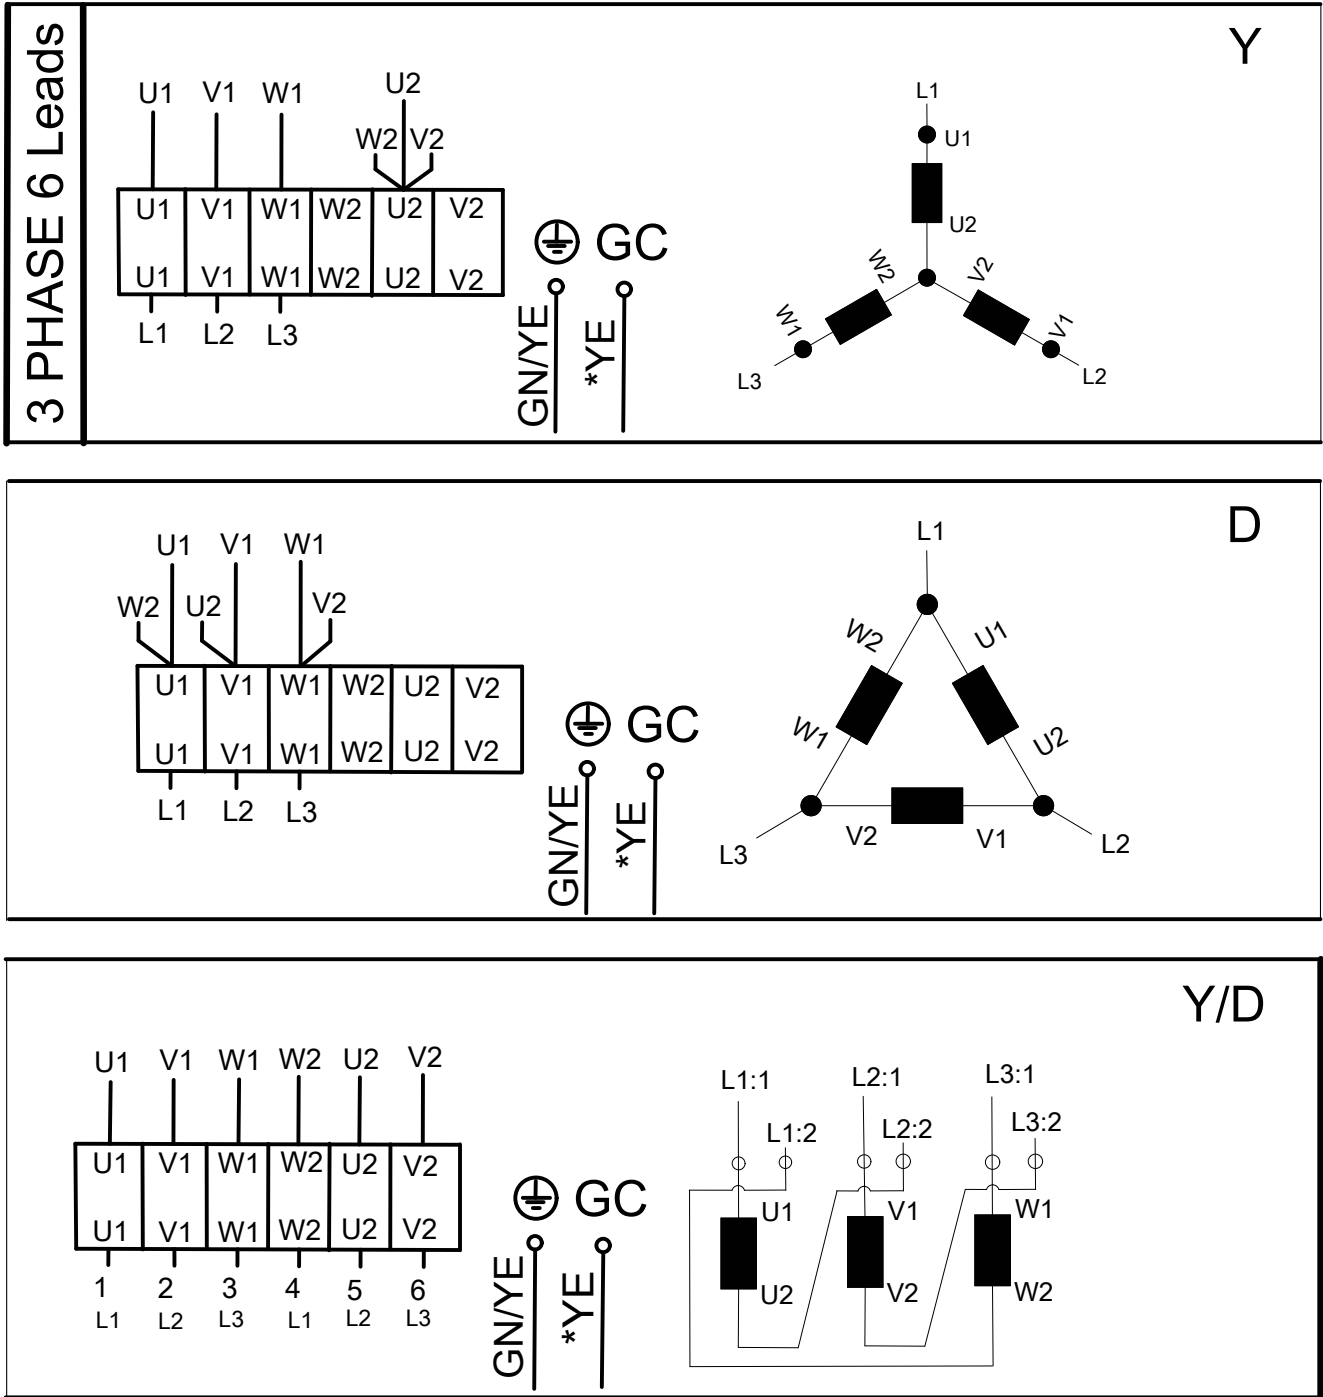 3 PHASE 6 Leads
Y
U1 V1 W1 U2
W2 V2
U1 V1 W1 W2 U2 V2
U1 V1 W1 W2 U2 V2
L1 L2 L3
GC
GN/YE
*YE
L1
U1
U2
W2 V2
W1 V1
L3 L2
D
U1 V1 W1
W2 U2 V2
U1 V1 W1 W2 U2 V2
U1 V1 W1 W2 U2 V2
L1 L2 L3
GC
GN/YE
*YE
L1
W2 U1
W1 U2
V2 V1
L3 L2
Y/D
U1 V1 W1 W2 U2 V2
U1 V1 W1 W2 U2 V2
U1 V1 W1 W2 U2 V2
1 2 3 4 5 6
L1 L2 L3 L1 L2 L3
GC
GN/YE
*YE
L1:1 L2:1 L3:1
L1:2 L2:2 L3:2
U1 V1 W1
U2 V2 W2